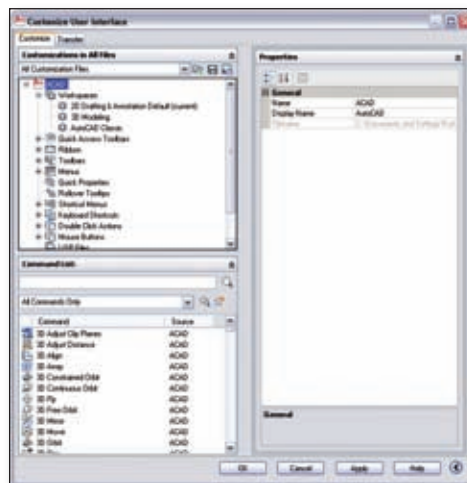 Customize User Interface
Customize Transfer
Customizations in All Files
All Customization Files
ACAD
Workspaces
2D Drafting & Annotation Default (current)
3D Modeling
AutoCAD Classic
Quick Access Toolbars
Ribbon
Toolbars
Menus
Quick Properties
Rollover Tooltips
Shortcut Menus
Keyboard Shortcuts
Double Click Actions
Mouse Buttons
LISP Files
Command List:
All Commands Only
Command Source
3D Adjust Clip Planes ACAD
3D Adjust Distance ACAD
3D Align ACAD
3D Array ACAD
3D Constrained Orbit ACAD
3D Continuous Orbit ACAD
3D Fly ACAD
3D Free Orbit ACAD
3D Mirror ACAD
3D Move ACAD
3D Orbit ACAD
Properties
General
Name ACAD
Display Name AutoCAD
General
OK Cancel Apply Help